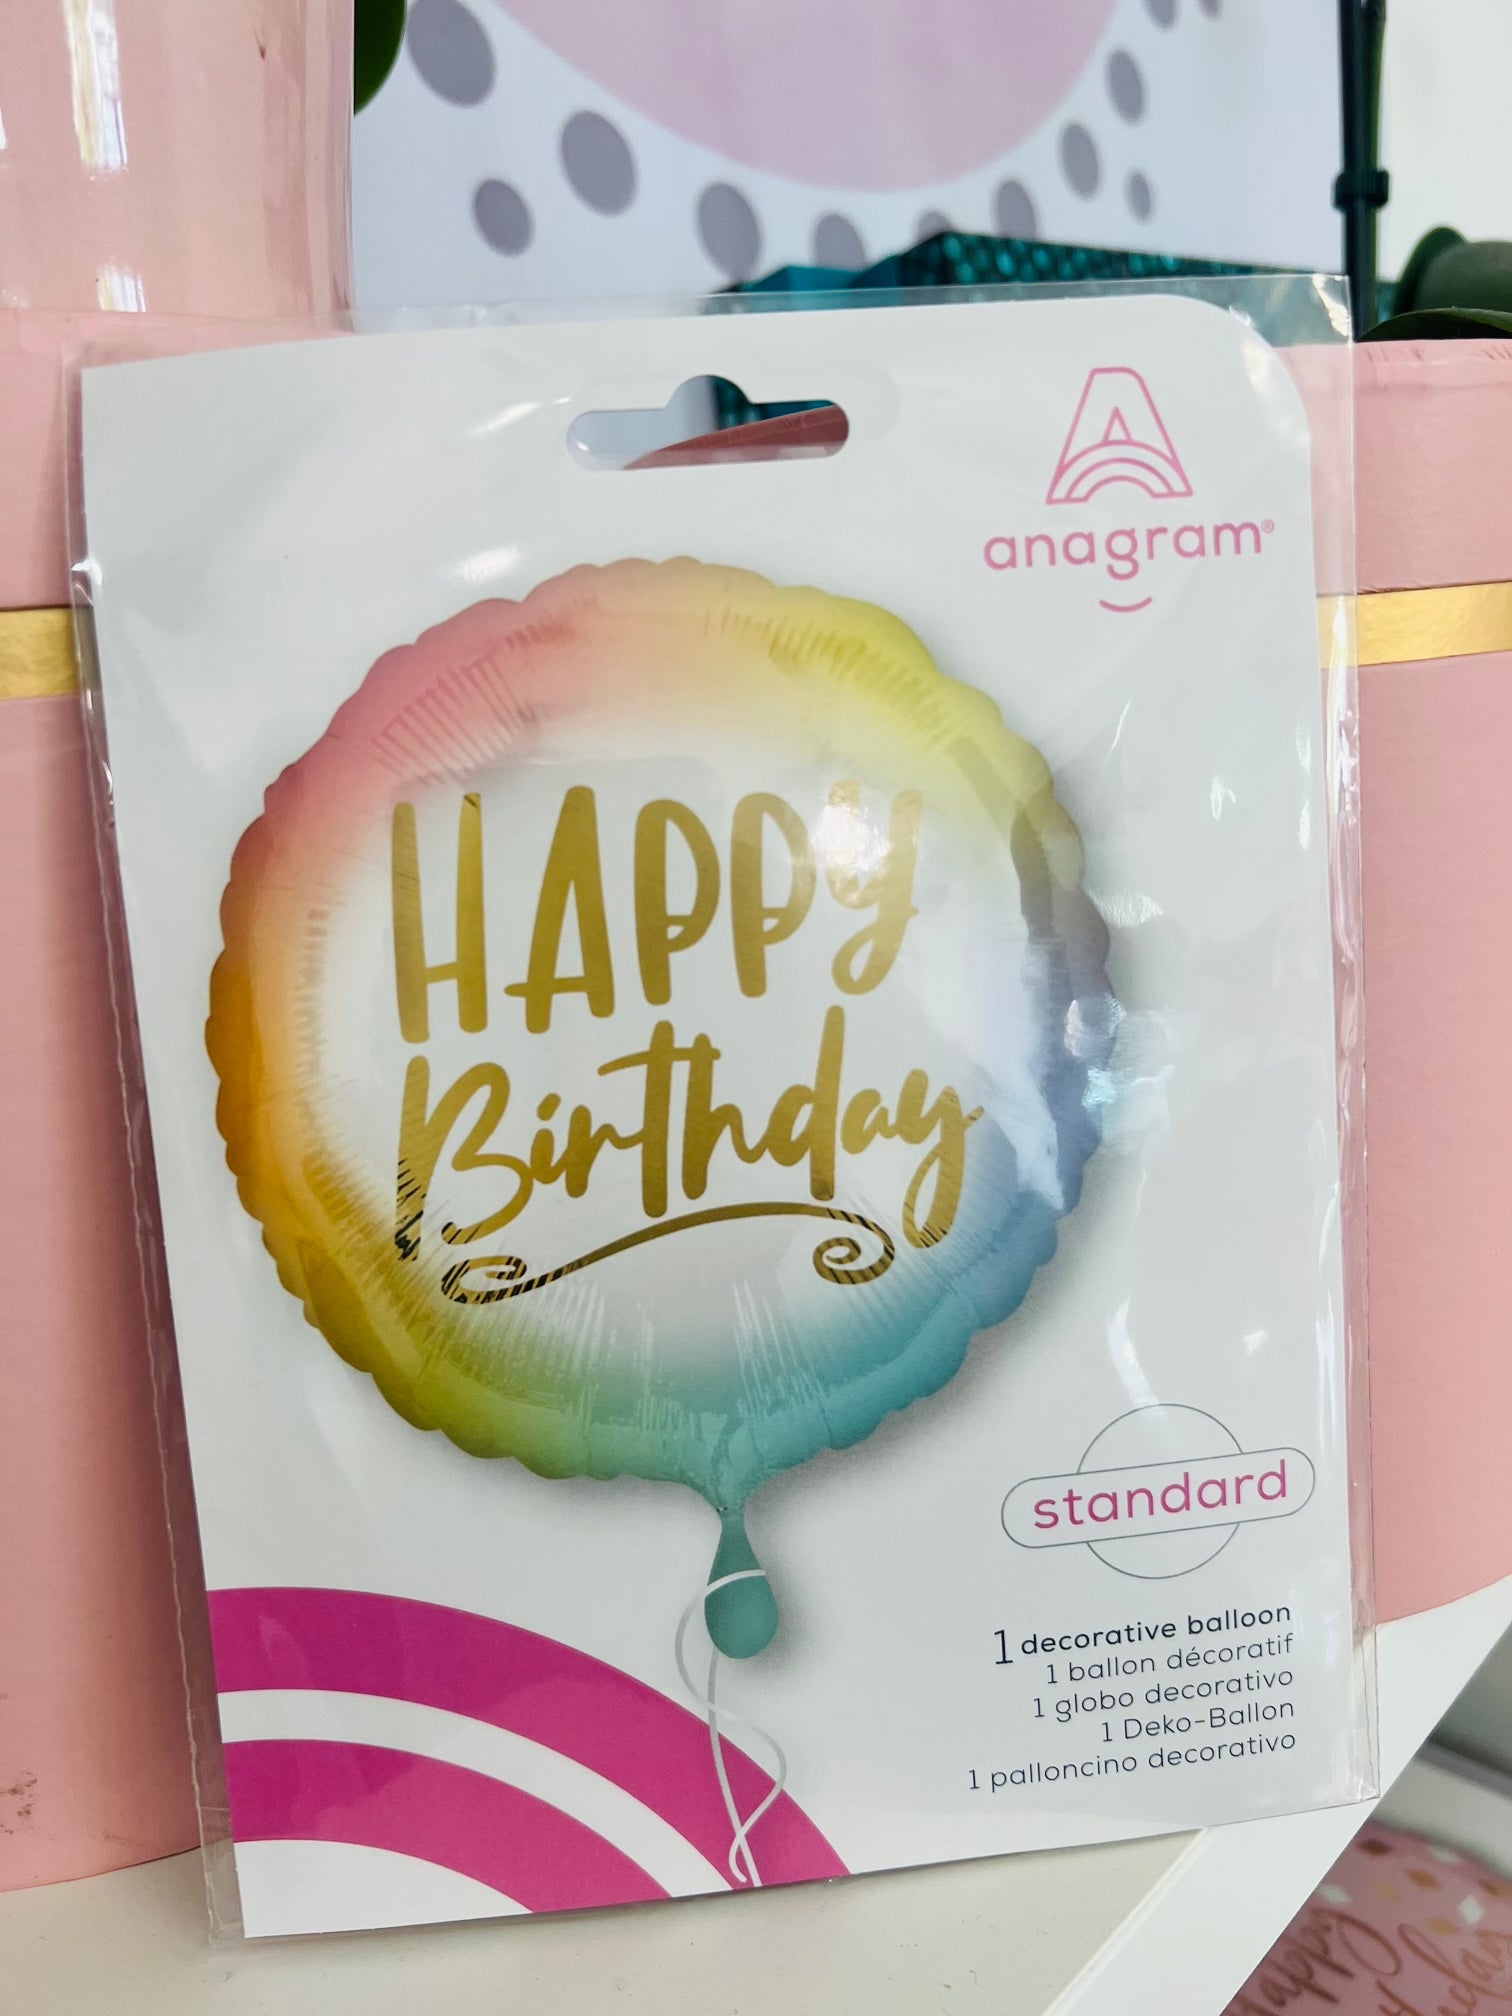 anagram®
HAPPY
Birthday
standard
1 decorative balloon
1 ballon décoratif
1 globo decorativo
1 Deko-Ballon
1 palloncino decorativo